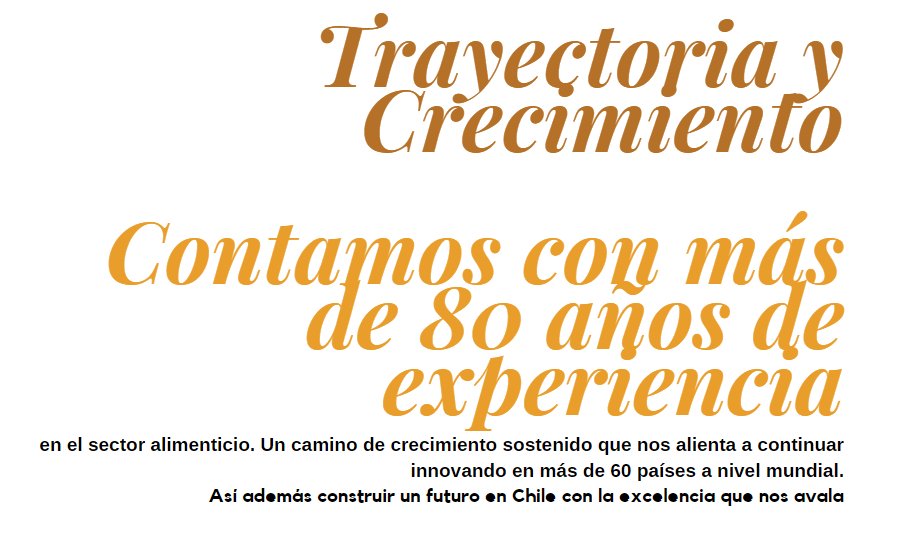 Trayectoria y
Crecimiento
Contamos con más
de 80 años de
experiencia
en el sector alimenticio. Un camino de crecimiento sostenido que nos alienta a continuar
innovando en más de 60 países a nivel mundial.
Así además construir un futuro en Chile con la excelencia que nos avala